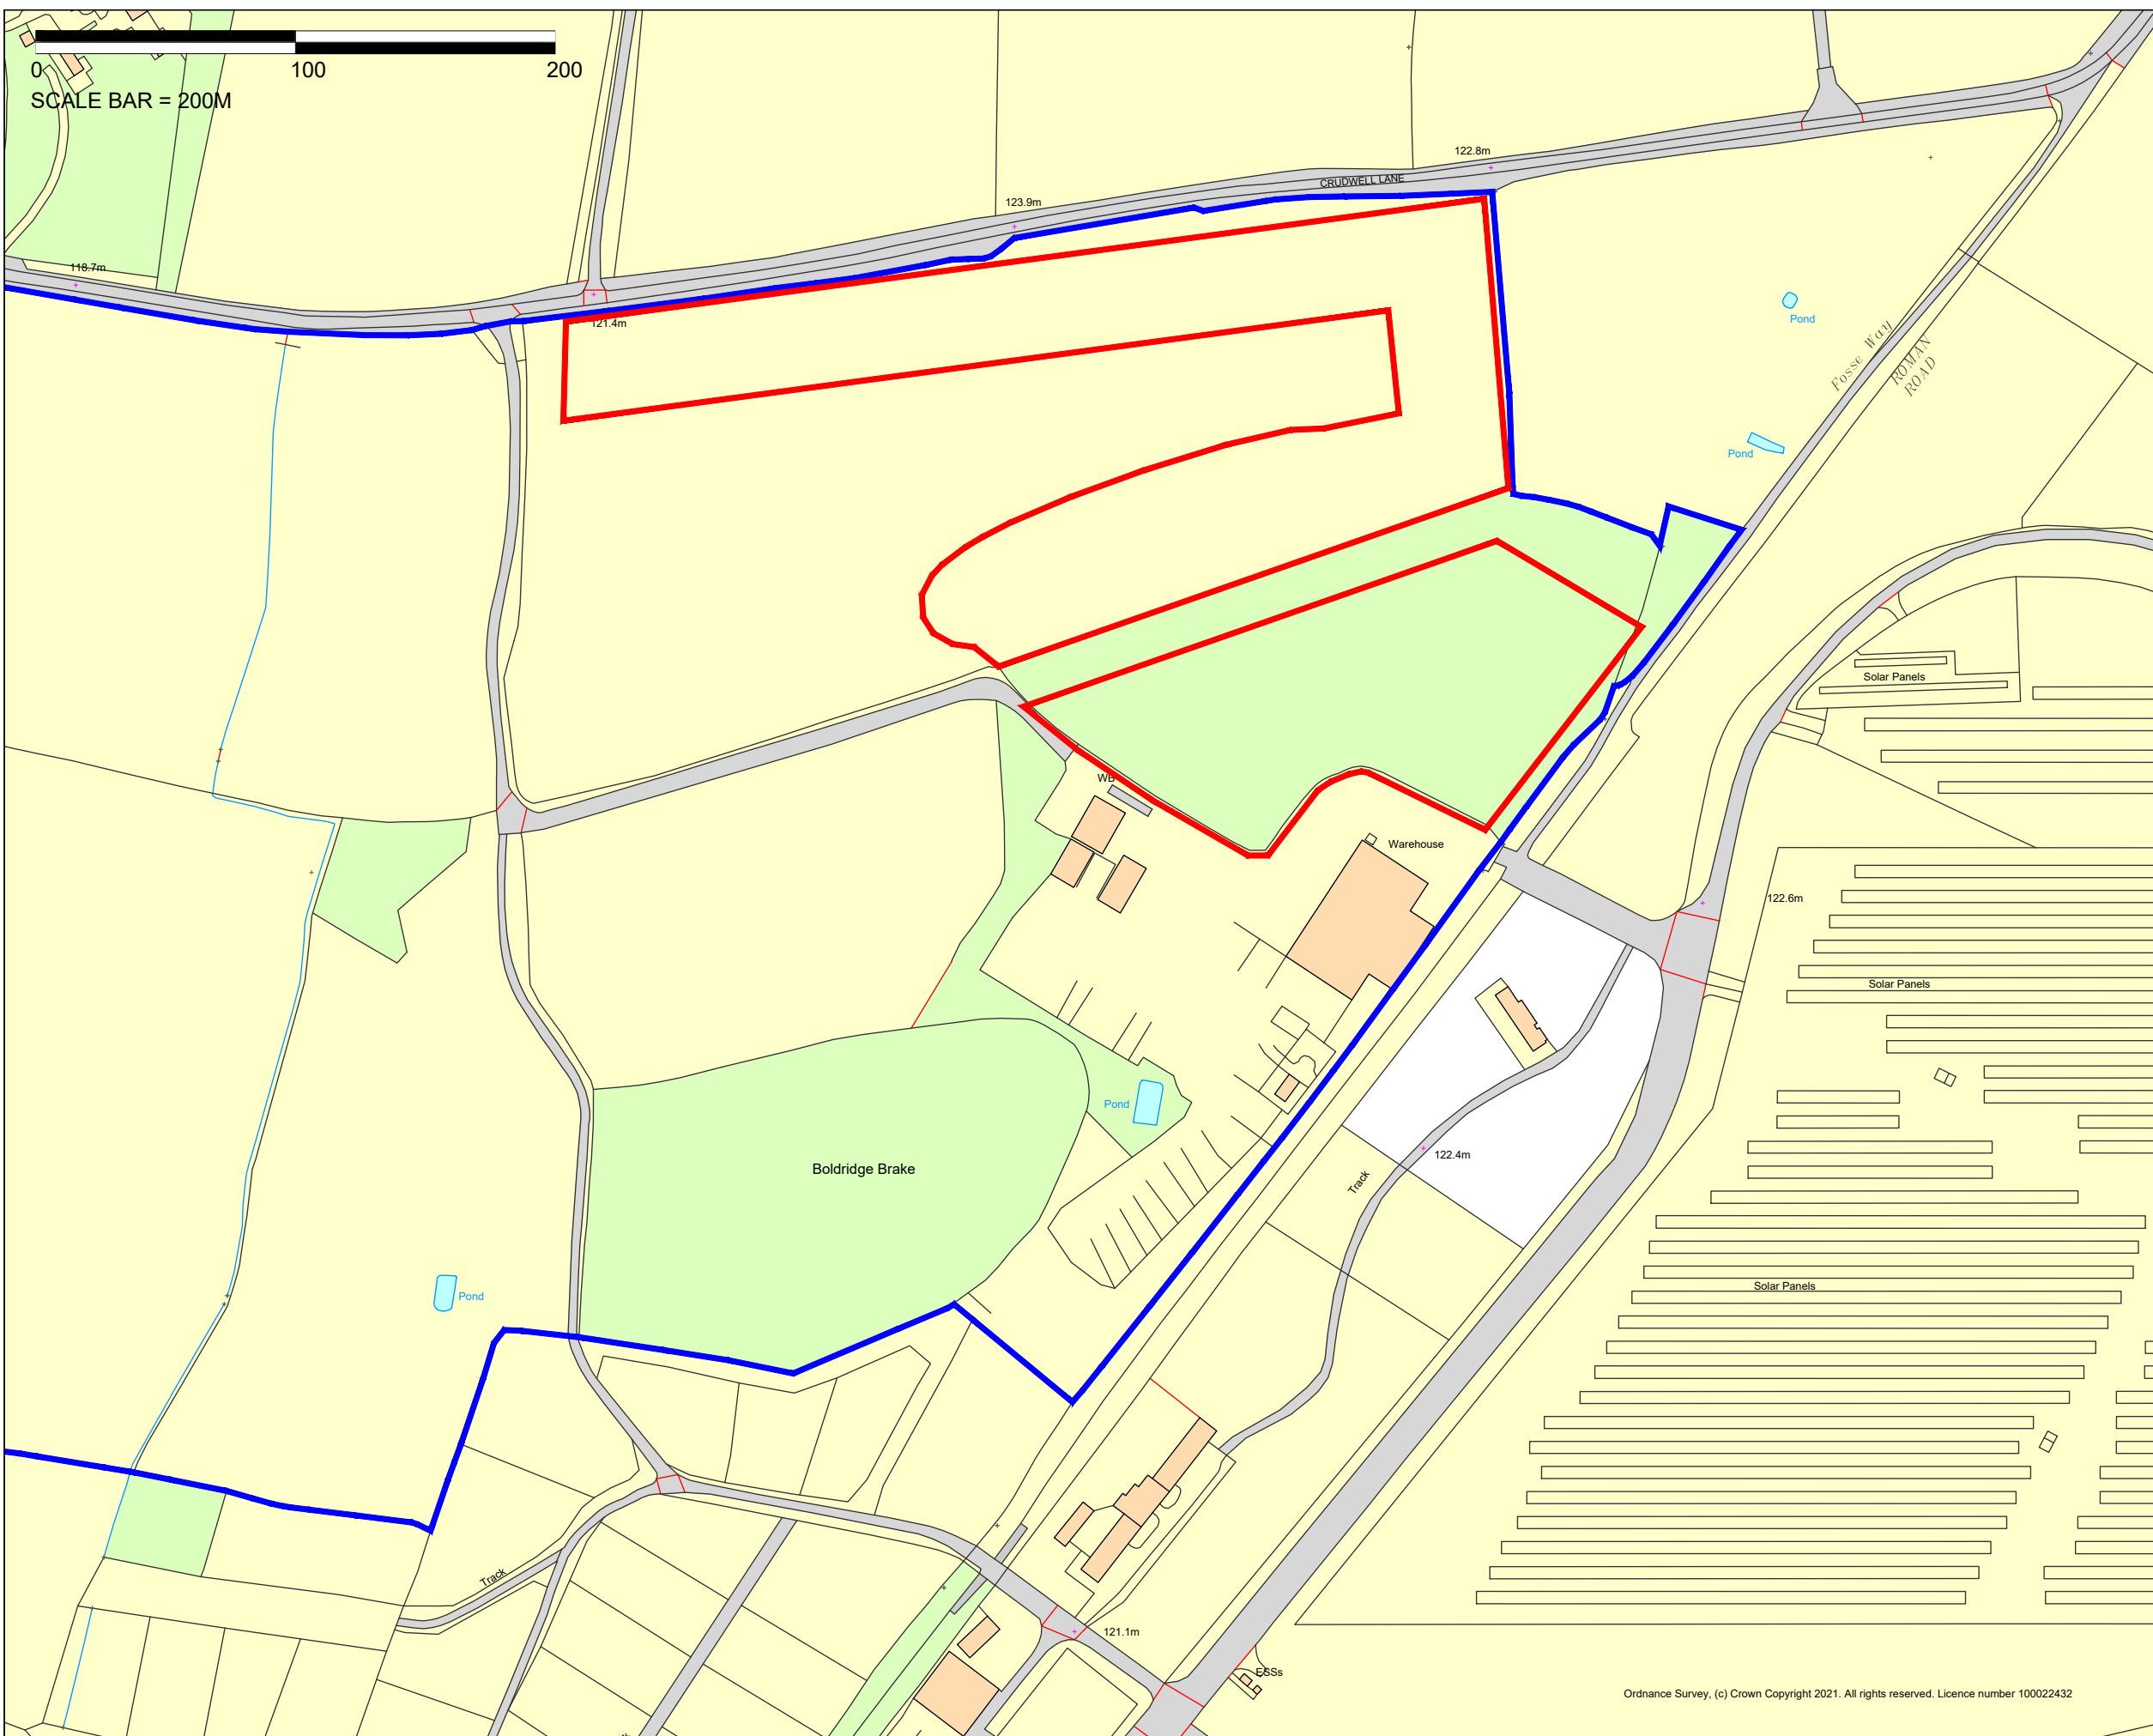 0 100 200
SCALE BAR = 200M
122.8m
CRUDWELL LANE
123.9m
118.7m
121.4m
Pond
Fosse Way
ROMAN
ROAD
Pond
Solar Panels
WB
Warehouse
122.6m
Solar Panels
Pond
122.4m
Boldridge Brake
Track
Pond
Solar Panels
Track
121.1m
ESSs
Ordnance Survey, (c) Crown Copyright 2021. All rights reserved. Licence number 100022432